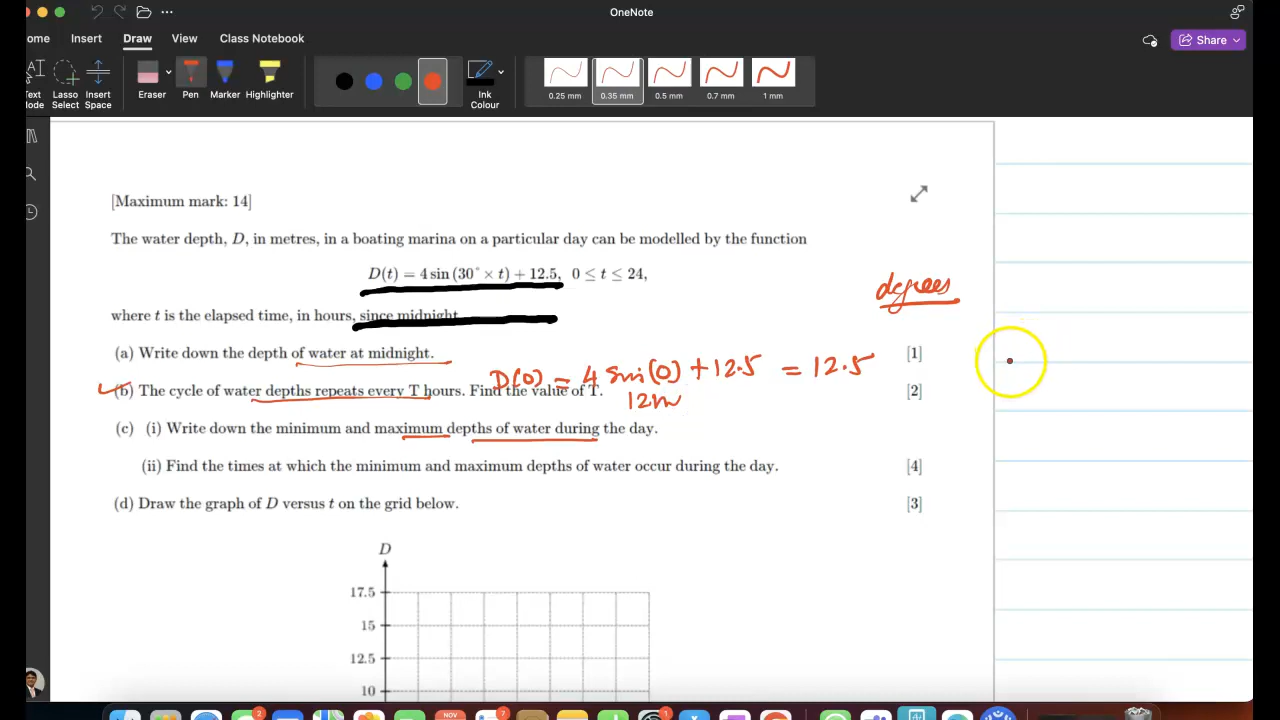 OneNote
ome Insert Draw View Class Notebook Share
Text Mode Lasso Select Insert Space Eraser Pen Marker Highlighter Ink Colour 0.25 mm 0.35 mm 0.5 mm 0.7 mm 1 mm
[Maximum mark: 14]
The water depth, D, in metres, in a boating marina on a particular day can be modelled by the function
D(t) = 4 sin (30° × t) + 12.5, 0 ≤ t ≤ 24,
degrees
where t is the elapsed time, in hours, since midnight
(a) Write down the depth of water at midnight. [1]
D(0) = 4 sin(0) + 12.5 = 12.5
(b) The cycle of water depths repeats every T hours. Find the value of T. [2]
(c) (i) Write down the minimum and maximum depths of water during the day.
(ii) Find the times at which the minimum and maximum depths of water occur during the day. [4]
(d) Draw the graph of D versus t on the grid below. [3]
D
17.5
15
12.5
10
2
NOV
7
1